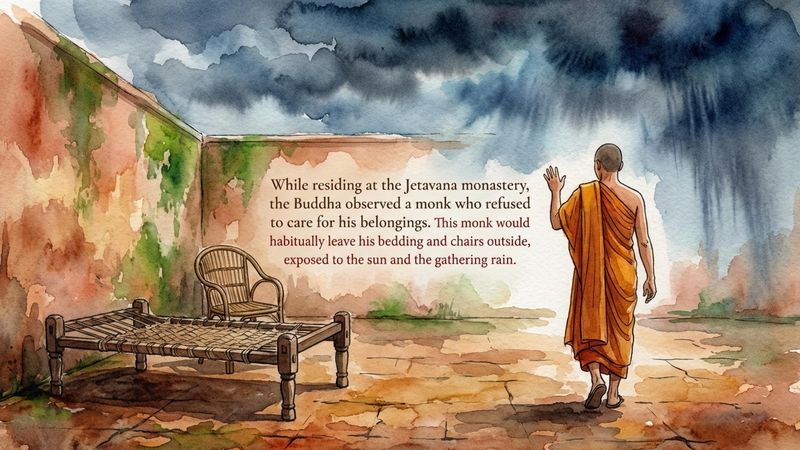 While residing at the Jetavana monastery,
the Buddha observed a monk who refused
to care for his belongings. This monk would
habitually leave his bedding and chairs outside,
exposed to the sun and the gathering rain.